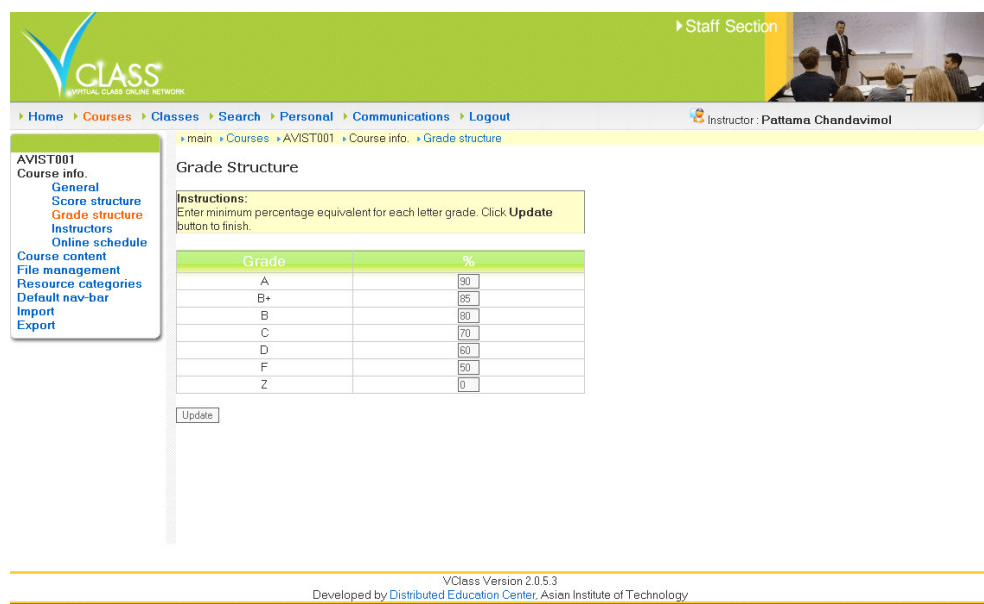 VCLASS
VIRTUAL CLASS ONLINE NETWORK
Staff Section
Home Courses Classes Search Personal Communications Logout
Instructor : Pattama Chandavimol
main Courses AVIST001 Course info. Grade structure
AVIST001
Course info.
General
Score structure
Grade structure
Instructors
Online schedule
Course content
File management
Resource categories
Default nav-bar
Import
Export
Grade Structure
Instructions:
Enter minimum percentage equivalent for each letter grade. Click Update
button to finish.
Grade %
A 90
B+ 85
B 80
C 70
D 60
F 50
Z 0
Update
VClass Version 2.0.5.3
Developed by Distributed Education Center, Asian Institute of Technology